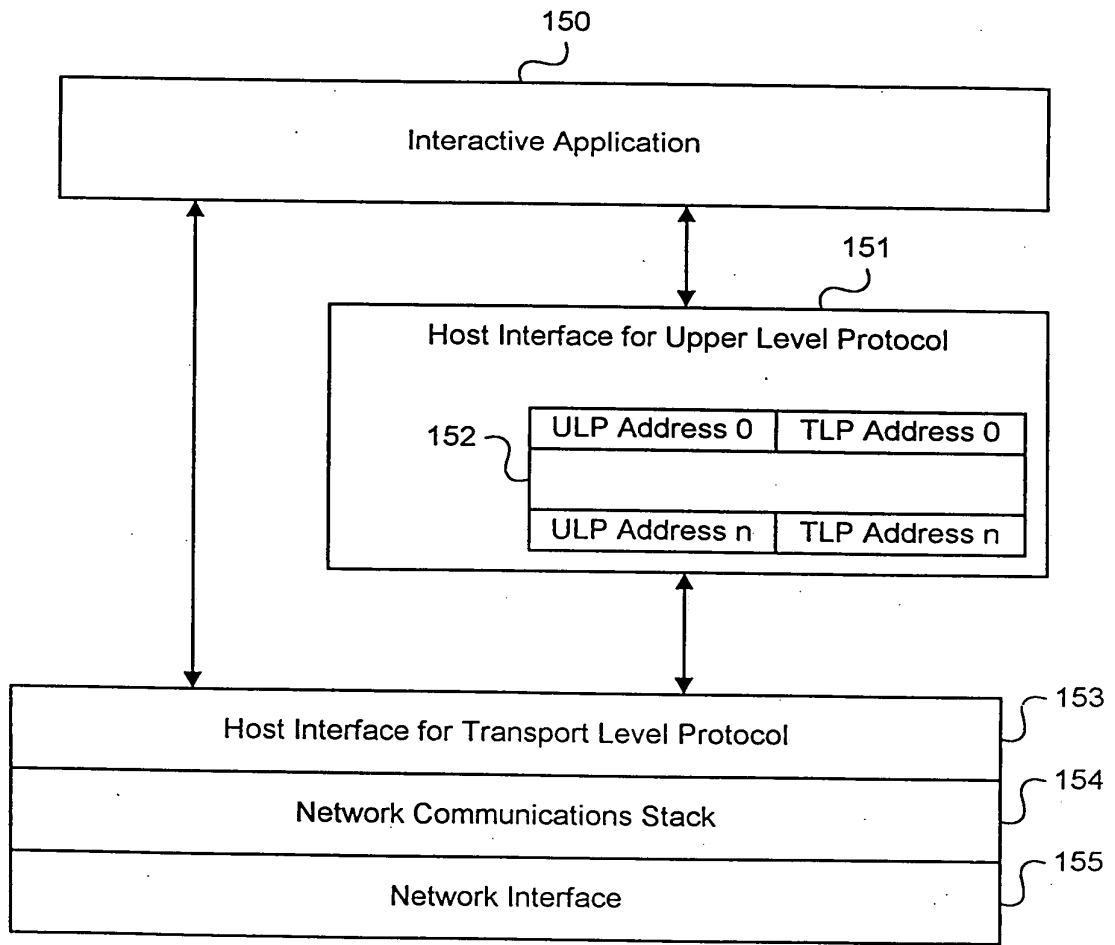 150
Interactive Application
151
Host Interface for Upper Level Protocol
152
ULP Address 0 TLP Address 0
ULP Address n TLP Address n
153
Host Interface for Transport Level Protocol
154
Network Communications Stack
155
Network Interface